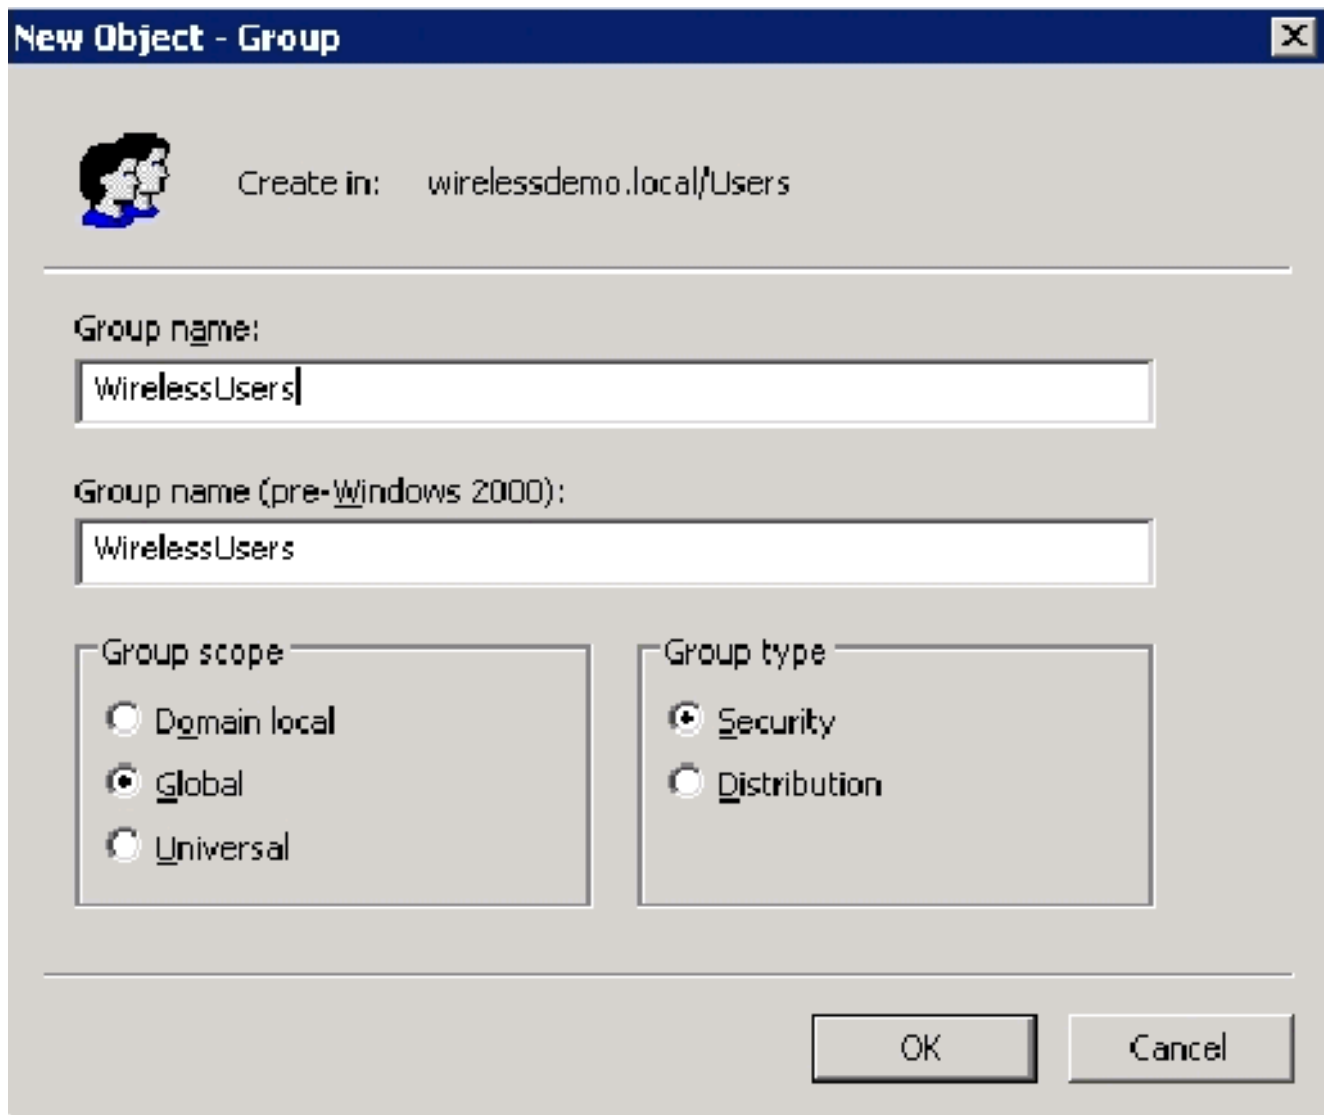 New Object - Group
Create in: wirelessdemo.local/Users
Group name:
WirelessUsers
Group name (pre-Windows 2000):
WirelessUsers
Group scope
Domain local
Global
Universal
Group type
Security
Distribution
OK
Cancel